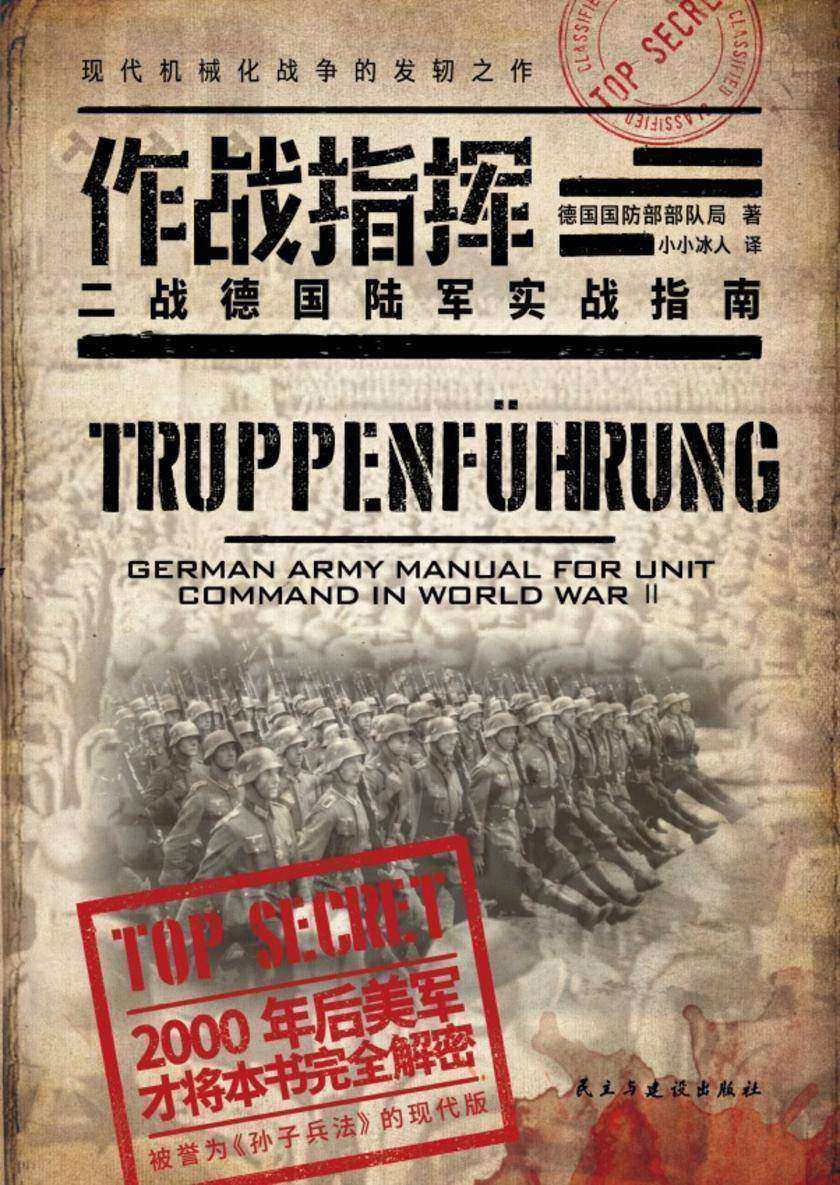 现代机械化战争的发轫之作
CLASSIFIED
TOP SECRE
CLASSIFIED
CLASSIFIED
作战指挥
德国国防部部队局 著
小小冰人 译
二战德国陆军实战指南
TRUPPENFÜHRUNG
GERMAN ARMY MANUAL FOR UNIT
COMMAND IN WORLD WAR II
TOP SECRET
2000年后美军
才将本书完全解密
被誉为《孙子兵法》的现代版
民主与建设出版社